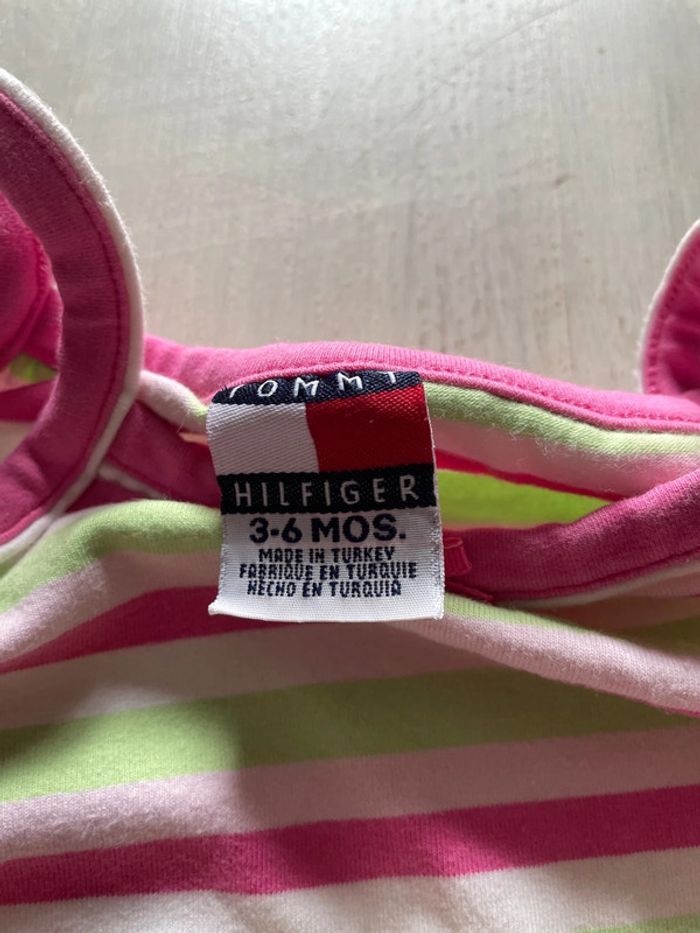 TOMMY
HILFIGER
3-6 MOS.
MADE IN TURKEY
FABRIQUE EN TURQUIE
HECHO EN TURQUIA